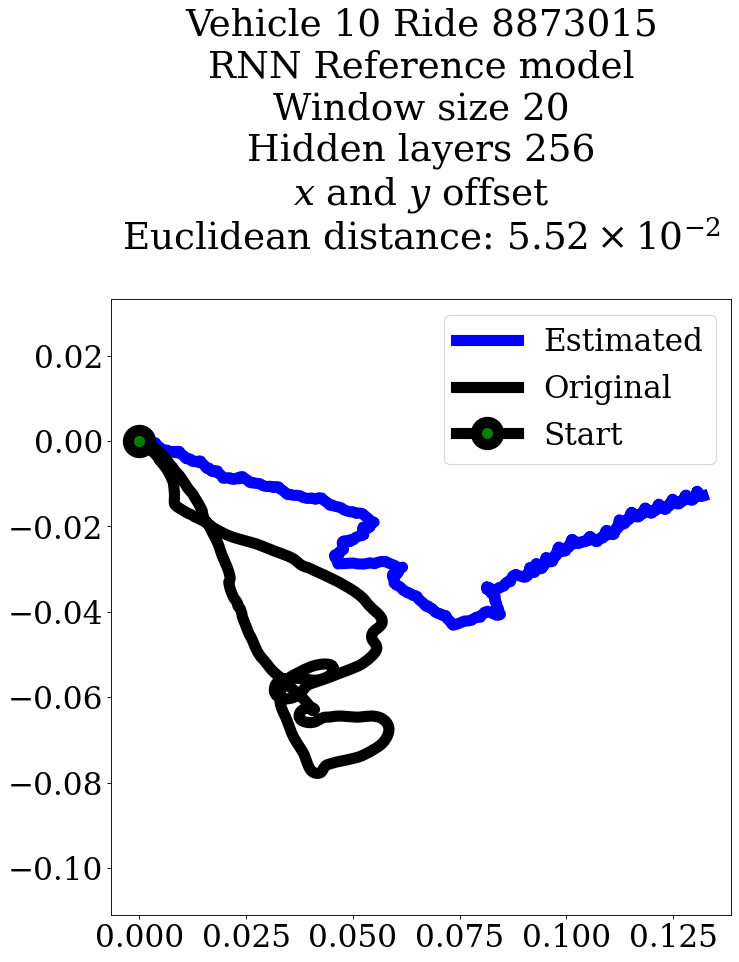 Vehicle 10 Ride 8873015
RNN Reference model
Window size 20
Hidden layers 256
x and y offset
Euclidean distance: 5.52 × 10⁻²
Estimated
Original
Start
0.02
0.00
−0.02
−0.04
−0.06
−0.08
−0.10
0.000 0.025 0.050 0.075 0.100 0.125